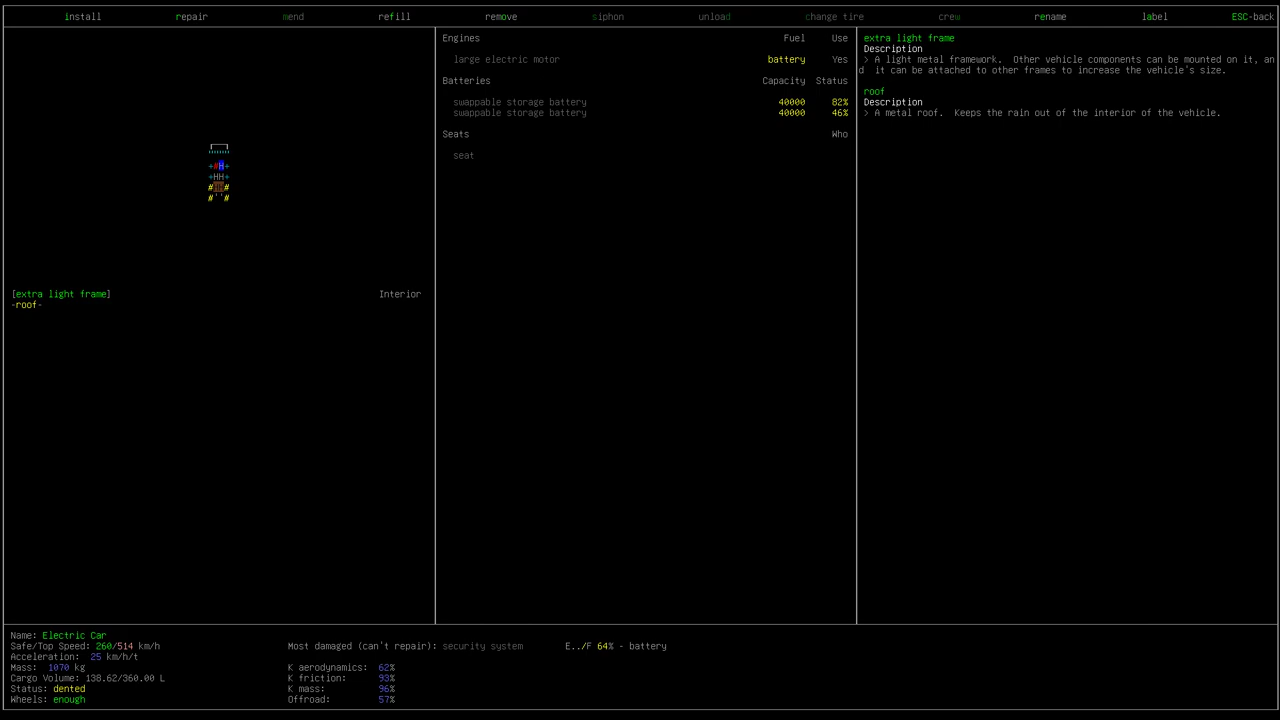 install repair mend refill remove siphon unload change tire crew rename label ESC-back
Engines Fuel Use
large electric motor battery Yes
Batteries Capacity Status
swappable storage battery 40000 82%
swappable storage battery 40000 46%
Seats Who
seat
extra light frame
Description
> A light metal framework.  Other vehicle components can be mounted on it, an
d  it can be attached to other frames to increase the vehicle's size.
roof
Description
> A metal roof.  Keeps the rain out of the interior of the vehicle.
+#H+
+HH+
#HH#
#''#
[extra light frame] Interior
-roof-
Name: Electric Car
Safe/Top Speed: 260/514 km/h Most damaged (can't repair): security system E../F 64% - battery
Acceleration: 25 km/h/t
Mass: 1070 kg K aerodynamics: 62%
Cargo Volume: 138.62/360.00 L K friction: 93%
Status: dented K mass: 96%
Wheels: enough Offroad: 57%